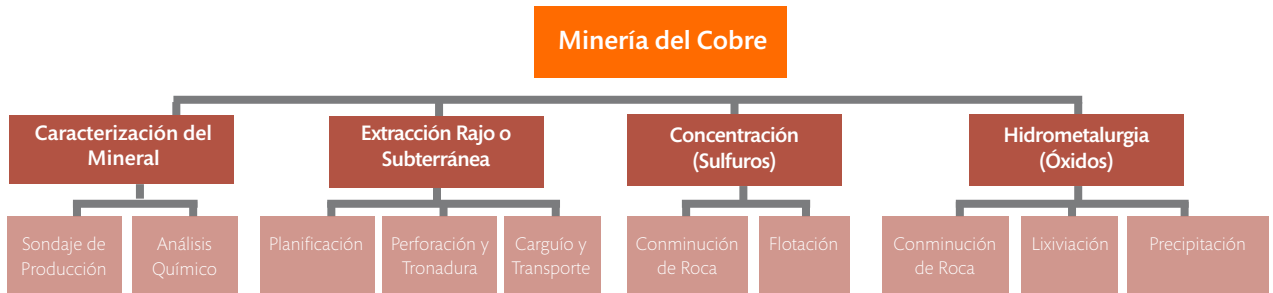 Minería del Cobre
Caracterización del
Mineral
Extracción Rajo o
Subterránea
Concentración
(Sulfuros)
Hidrometalurgia
(Óxidos)
Sondaje de
Producción
Análisis
Químico
Planificación
Perforación y
Tronadura
Carguío y
Transporte
Conminución
de Roca
Flotación
Conminución
de Roca
Lixiviación
Precipitación